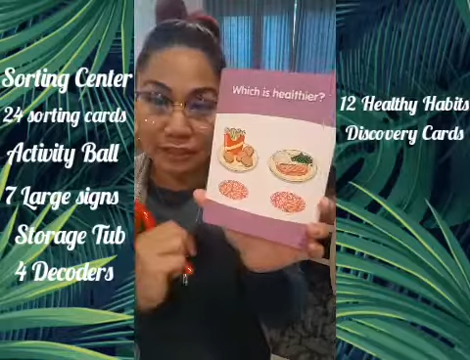 Sorting Center
24 sorting cards
Activity Ball
7 Large signs
Storage Tub
4 Decoders
Which is healthier?
12 Healthy Habits
Discovery Cards